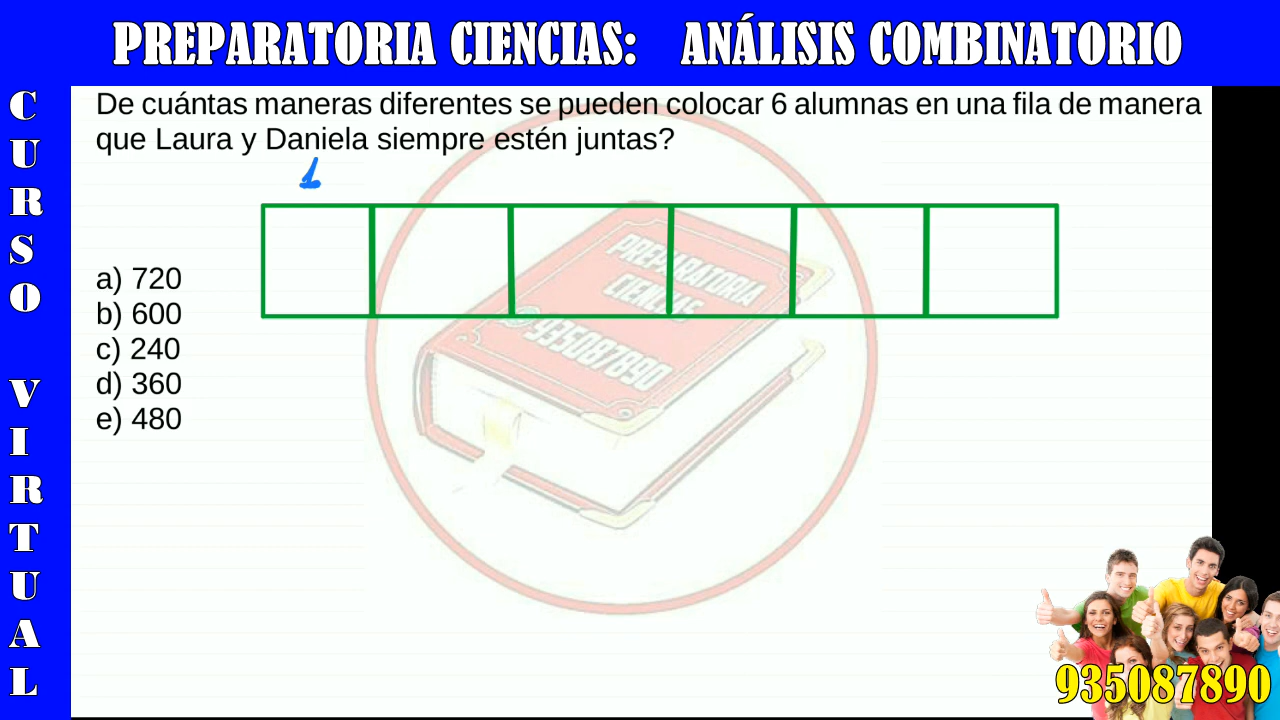 PREPARATORIA CIENCIAS: ANÁLISIS COMBINATORIO
CURSO VIRTUAL
De cuántas maneras diferentes se pueden colocar 6 alumnas en una fila de manera
que Laura y Daniela siempre estén juntas?
1
a) 720
b) 600
c) 240
d) 360
e) 480
PREPARATORIA
CIENCIAS
935087890
935087890